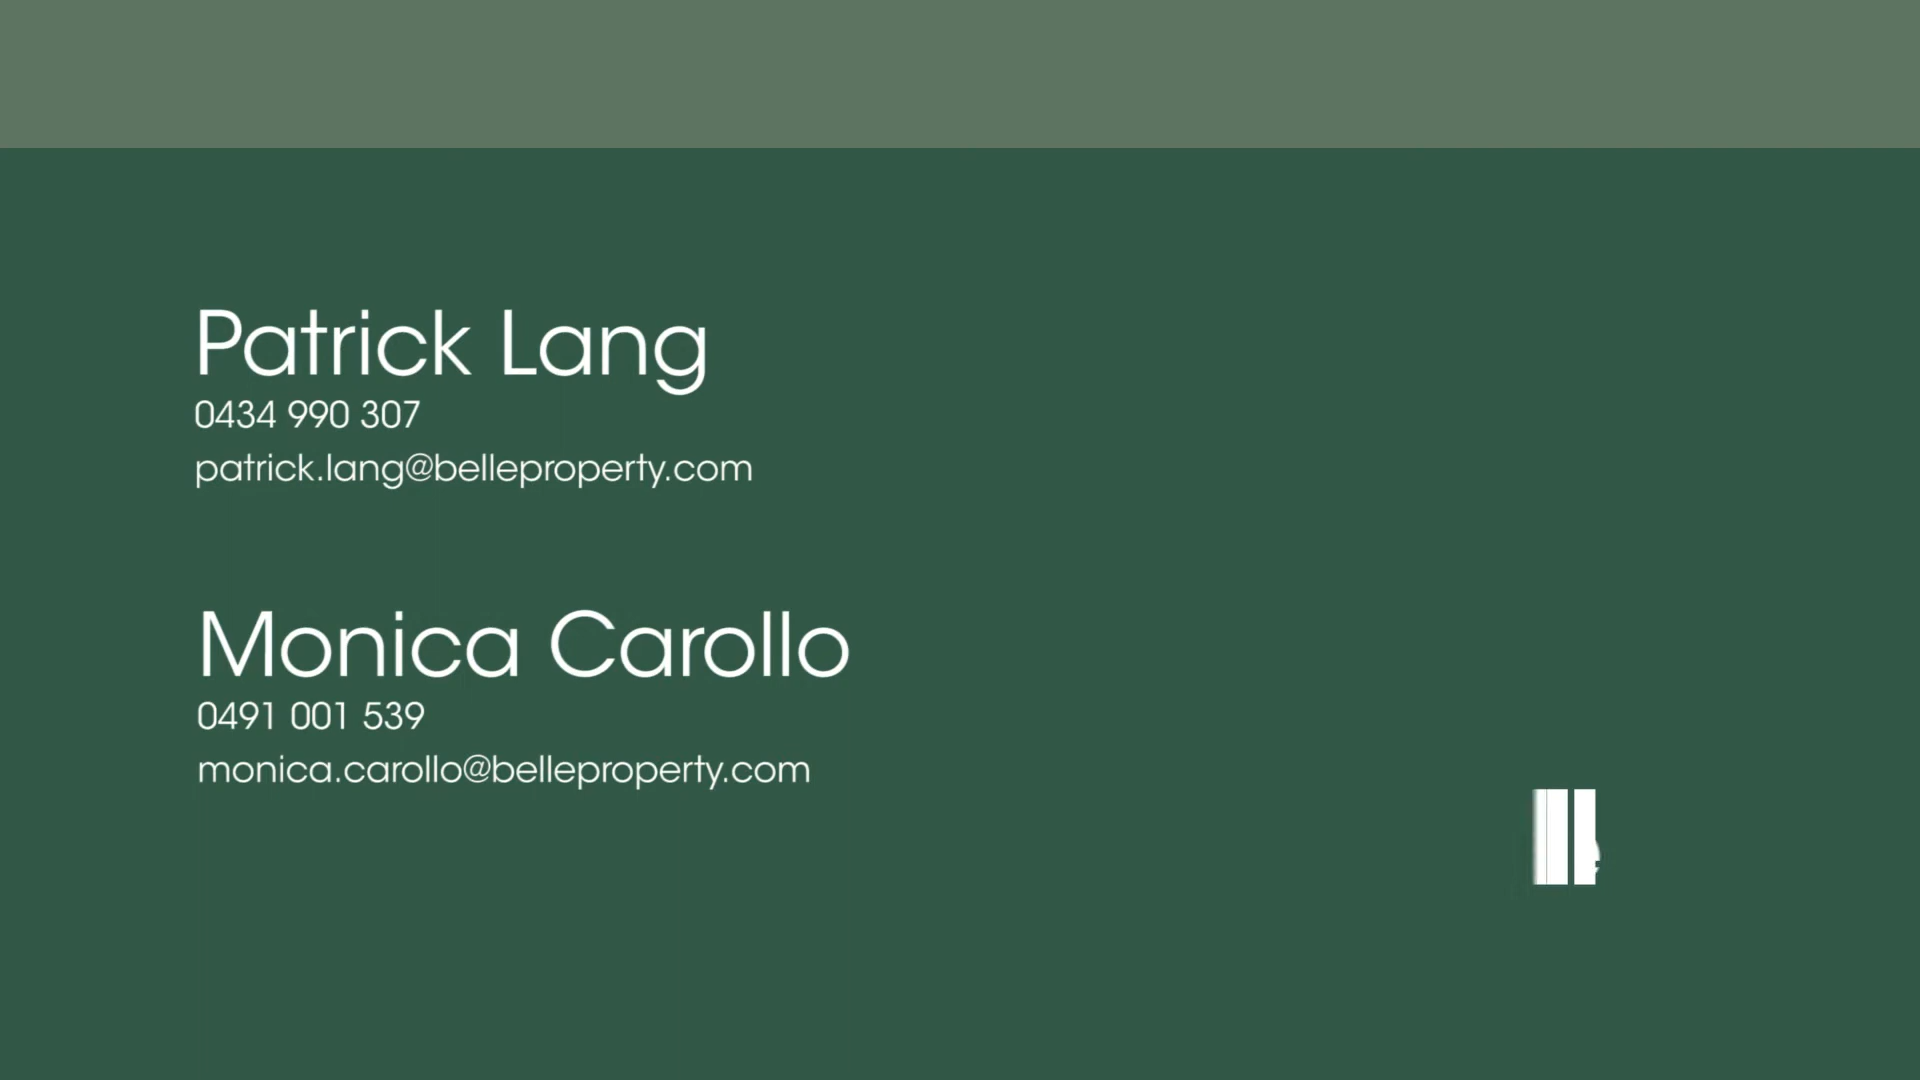 Patrick Lang
0434 990 307
patrick.lang@belleproperty.com
Monica Carollo
0491 001 539
monica.carollo@belleproperty.com